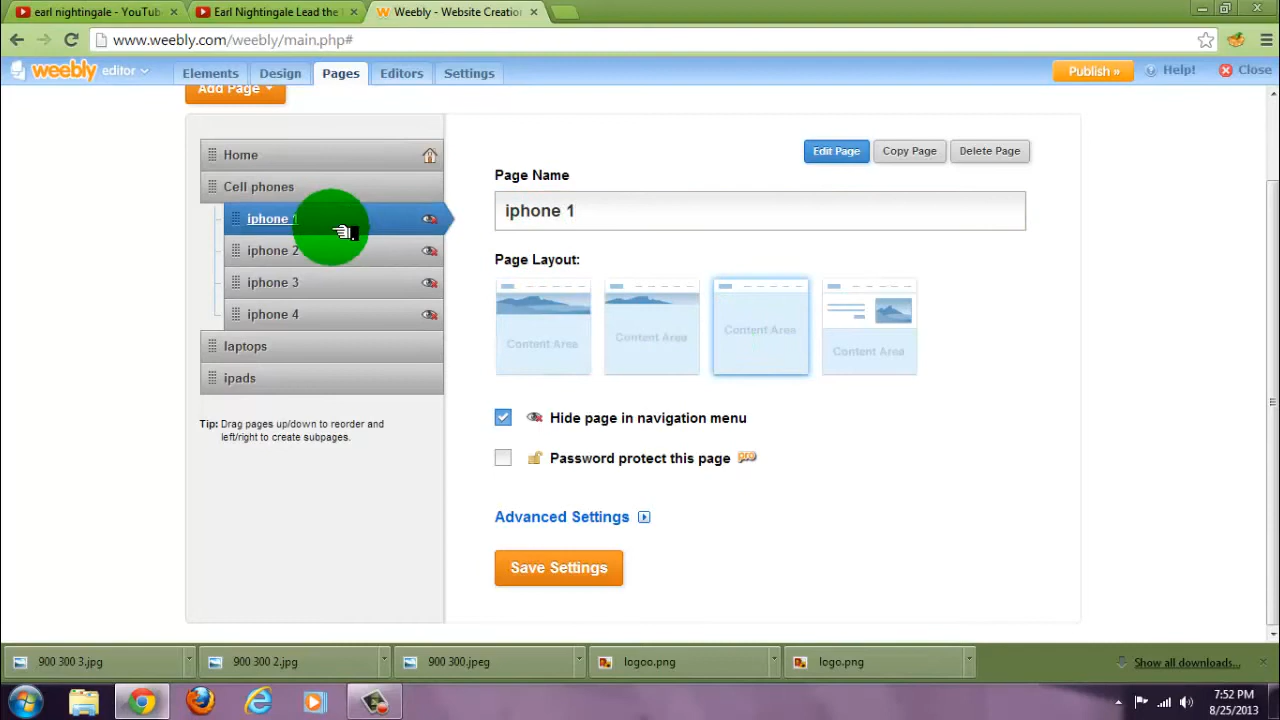 earl nightingale - YouTub
Earl Nightingale Lead the
Weebly - Website Creatio
www.weebly.com/weebly/main.php#
weebly editor
Elements
Design
Pages
Editors
Settings
Publish »
Help!
Close
Add Page
Home
Cell phones
iphone 1
iphone 2
iphone 3
iphone 4
laptops
ipads
Tip: Drag pages up/down to reorder and
left/right to create subpages.
Edit Page
Copy Page
Delete Page
Page Name
iphone 1
Page Layout:
Content Area
Content Area
Content Area
Content Area
Hide page in navigation menu
Password protect this page pro
Advanced Settings
Save Settings
900 300 3.jpg
900 300 2.jpg
900 300.jpeg
logoo.png
logo.png
Show all downloads...
7:52 PM
8/25/2013